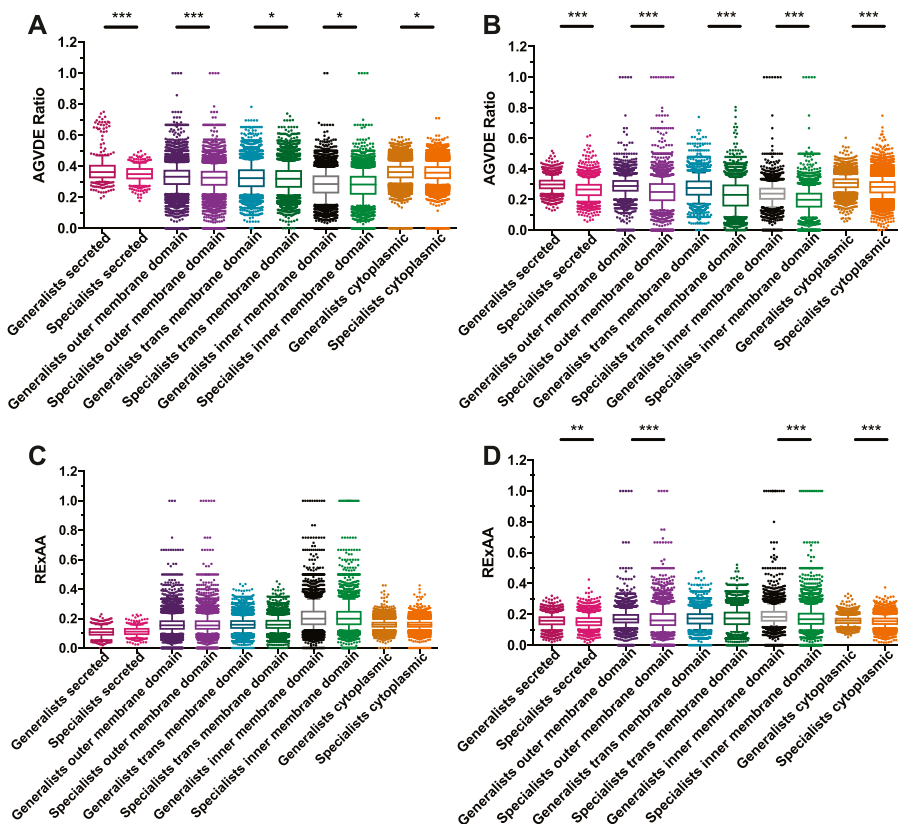 A
*** *** * * *
AGVDE Ratio
1.2
1.0
0.8
0.6
0.4
0.2
0.0
Generalists secreted
Specialists secreted
Generalists outer membrane domain
Specialists outer membrane domain
Generalists trans membrane domain
Specialists trans membrane domain
Generalists inner membrane domain
Specialists inner membrane domain
Generalists cytoplasmic
Specialists cytoplasmic
B
*** *** *** *** ***
AGVDE Ratio
1.2
1.0
0.8
0.6
0.4
0.2
0.0
Generalists secreted
Specialists secreted
Generalists outer membrane domain
Specialists outer membrane domain
Generalists trans membrane domain
Specialists trans membrane domain
Generalists inner membrane domain
Specialists inner membrane domain
Generalists cytoplasmic
Specialists cytoplasmic
C
RExAA
1.2
1.0
0.8
0.6
0.4
0.2
0.0
Generalists secreted
Specialists secreted
Generalists outer membrane domain
Specialists outer membrane domain
Generalists trans membrane domain
Specialists trans membrane domain
Generalists inner membrane domain
Specialists inner membrane domain
Generalists cytoplasmic
Specialists cytoplasmic
D
** *** *** ***
RExAA
1.2
1.0
0.8
0.6
0.4
0.2
0.0
Generalists secreted
Specialists secreted
Generalists outer membrane domain
Specialists outer membrane domain
Generalists trans membrane domain
Specialists trans membrane domain
Generalists inner membrane domain
Specialists inner membrane domain
Generalists cytoplasmic
Specialists cytoplasmic